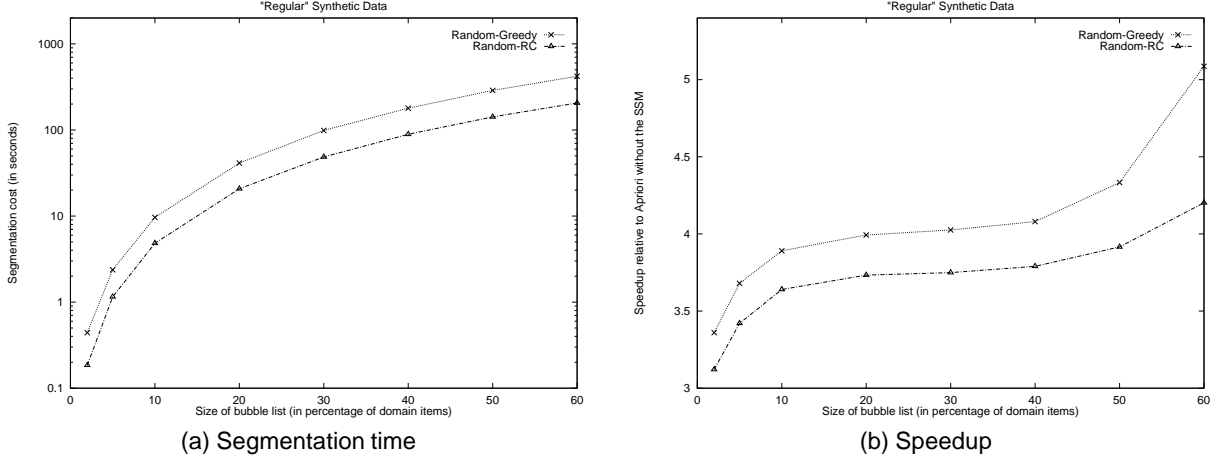 "Regular" Synthetic Data
Random-Greedy
Random-RC
Segmentation cost (in seconds)
1000
100
10
1
0.1
0 10 20 30 40 50 60
Size of bubble list (in percentage of domain items)
(a) Segmentation time
"Regular" Synthetic Data
Random-Greedy
Random-RC
Speedup relative to Apriori without the SSM
5
4.5
4
3.5
3
0 10 20 30 40 50 60
Size of bubble list (in percentage of domain items)
(b) Speedup